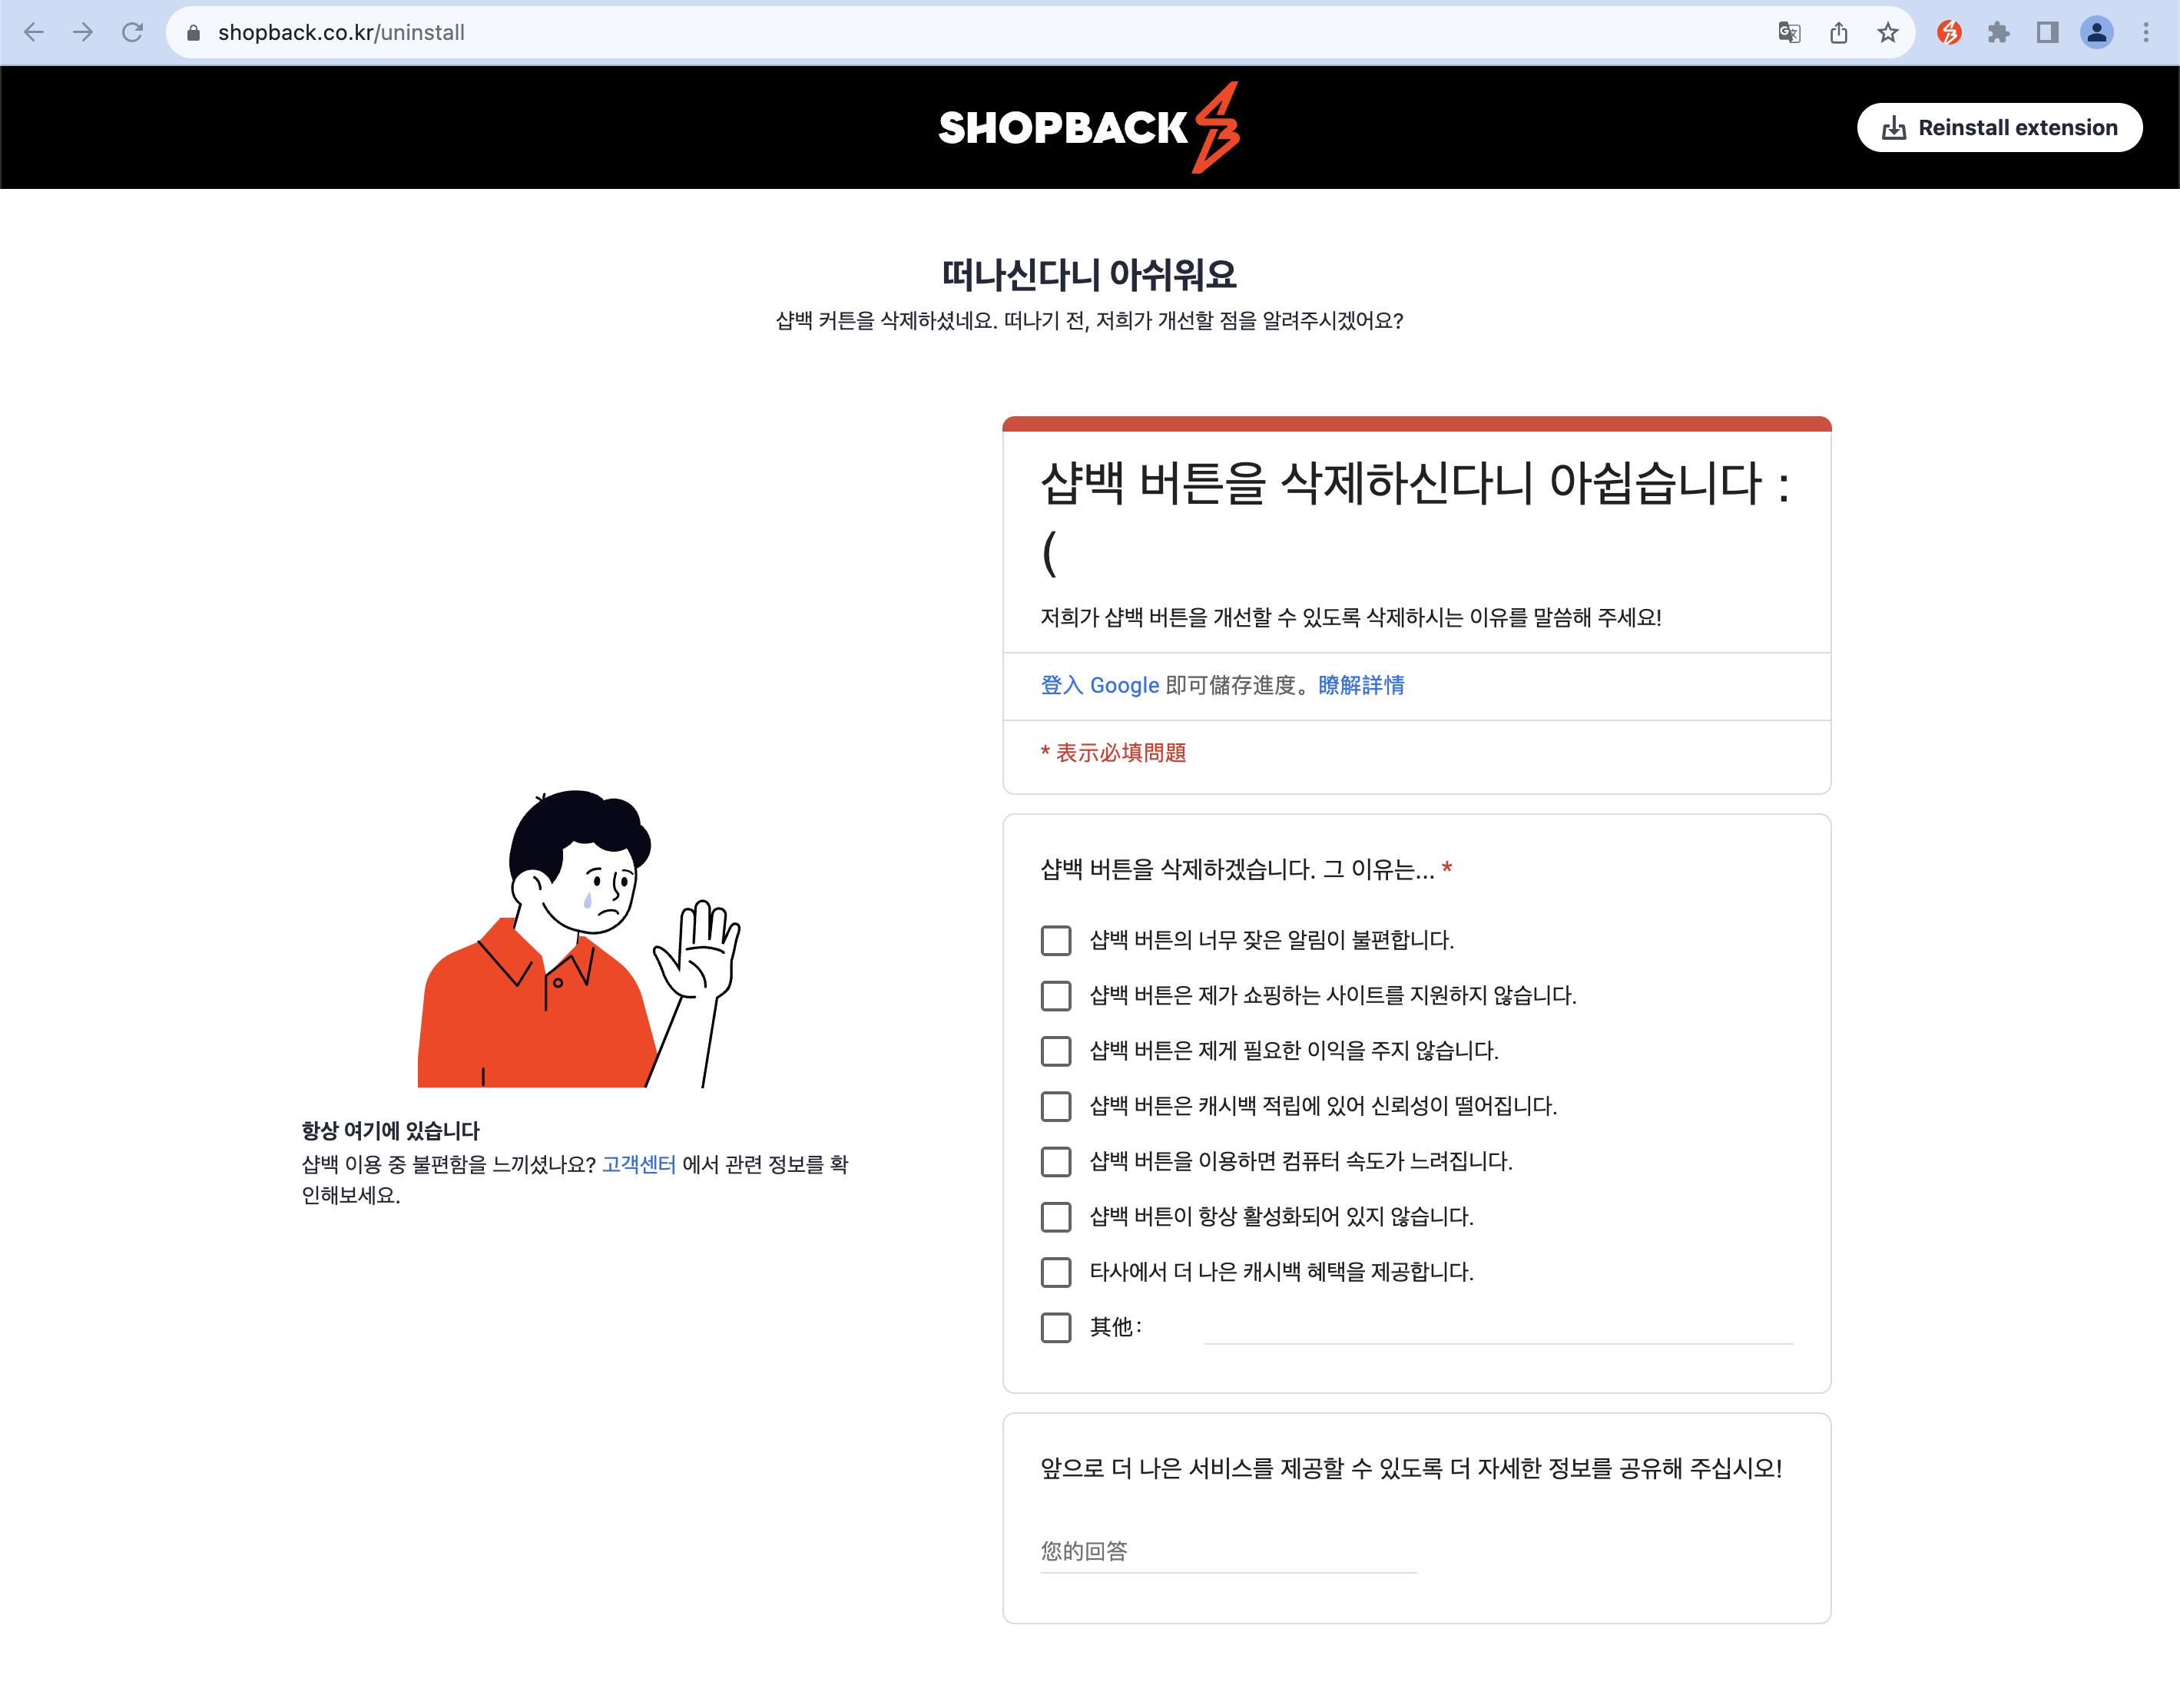 shopback.co.kr/uninstall
SHOPBACK
Reinstall extension
떠나신다니 아쉬워요
샵백 커튼을 삭제하셨네요. 떠나기 전, 저희가 개선할 점을 알려주시겠어요?
샵백 버튼을 삭제하신다니 아쉽습니다 :
(
저희가 샵백 버튼을 개선할 수 있도록 삭제하시는 이유를 말씀해 주세요!
登入 Google 即可儲存進度。瞭解詳情
* 表示必填問題
샵백 버튼을 삭제하겠습니다. 그 이유는... *
샵백 버튼의 너무 잦은 알림이 불편합니다.
샵백 버튼은 제가 쇼핑하는 사이트를 지원하지 않습니다.
샵백 버튼은 제게 필요한 이익을 주지 않습니다.
샵백 버튼은 캐시백 적립에 있어 신뢰성이 떨어집니다.
샵백 버튼을 이용하면 컴퓨터 속도가 느려집니다.
샵백 버튼이 항상 활성화되어 있지 않습니다.
타사에서 더 나은 캐시백 혜택을 제공합니다.
其他：
항상 여기에 있습니다
샵백 이용 중 불편함을 느끼셨나요? 고객센터 에서 관련 정보를 확
인해보세요.
앞으로 더 나은 서비스를 제공할 수 있도록 더 자세한 정보를 공유해 주십시오!
您的回答